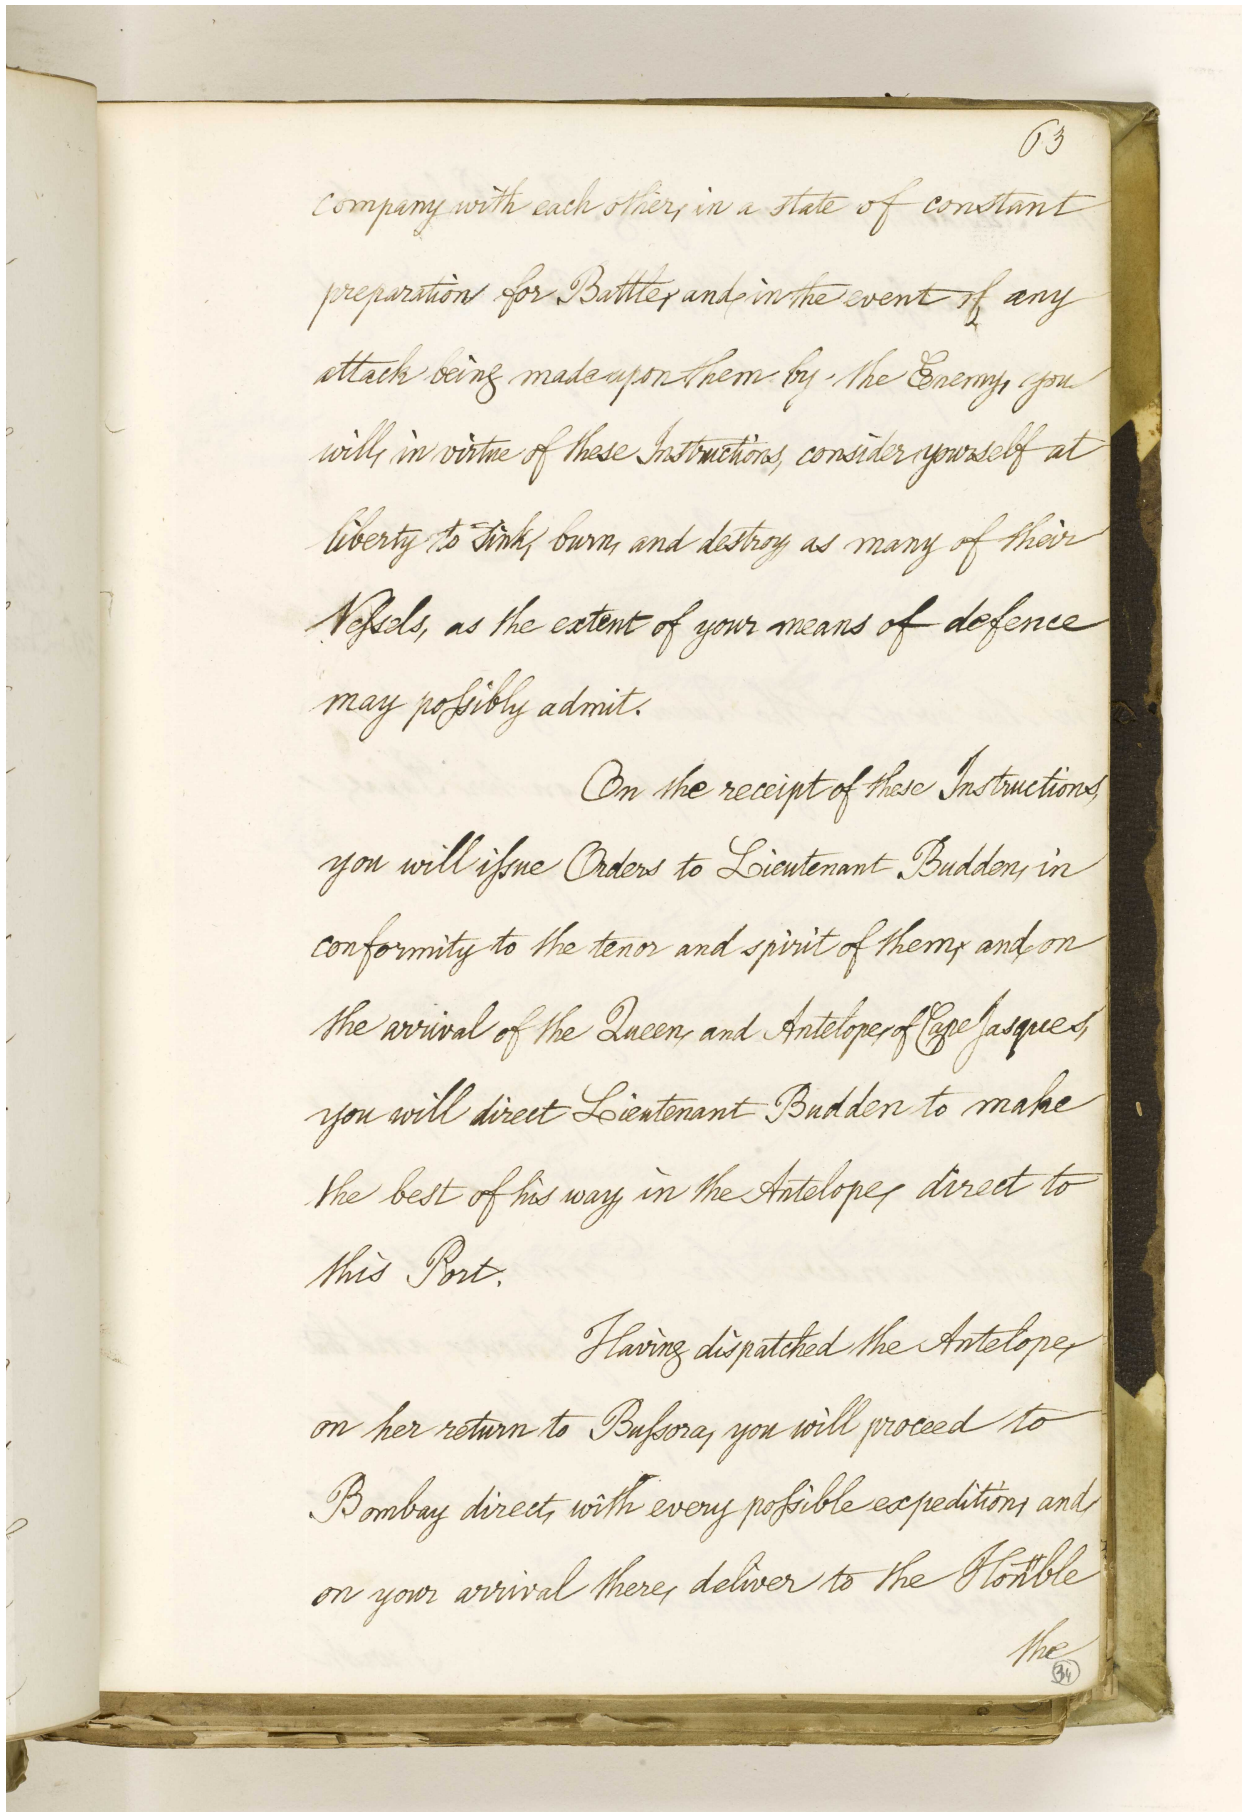 63
company with each other, in a state of constant
preparation for Battle, and, in the event of any
attack being made upon them by the Enemy, you
will, in virtue of these Instructions, consider yourself at
liberty to sink, burn, and destroy as many of their
Veſsels, as the extent of your means of defence
may poſsibly admit.
On the receipt of these Instructions,
you will iſsue Orders to Lieutenant Budden, in
conformity to the tenor and spirit of them, and, on
the arrival of the Queen, and Antelope, of Cape Jasques,
you will direct Lieutenant Budden to make
the best of his way, in the Antelope, direct to
this Port.
Having dispatched the Antelope,
on her return to Buſsora, you will proceed to
Bombay direct, with every poſsible expedition, and,
on your arrival there, deliver to the Hon'ble
the
34